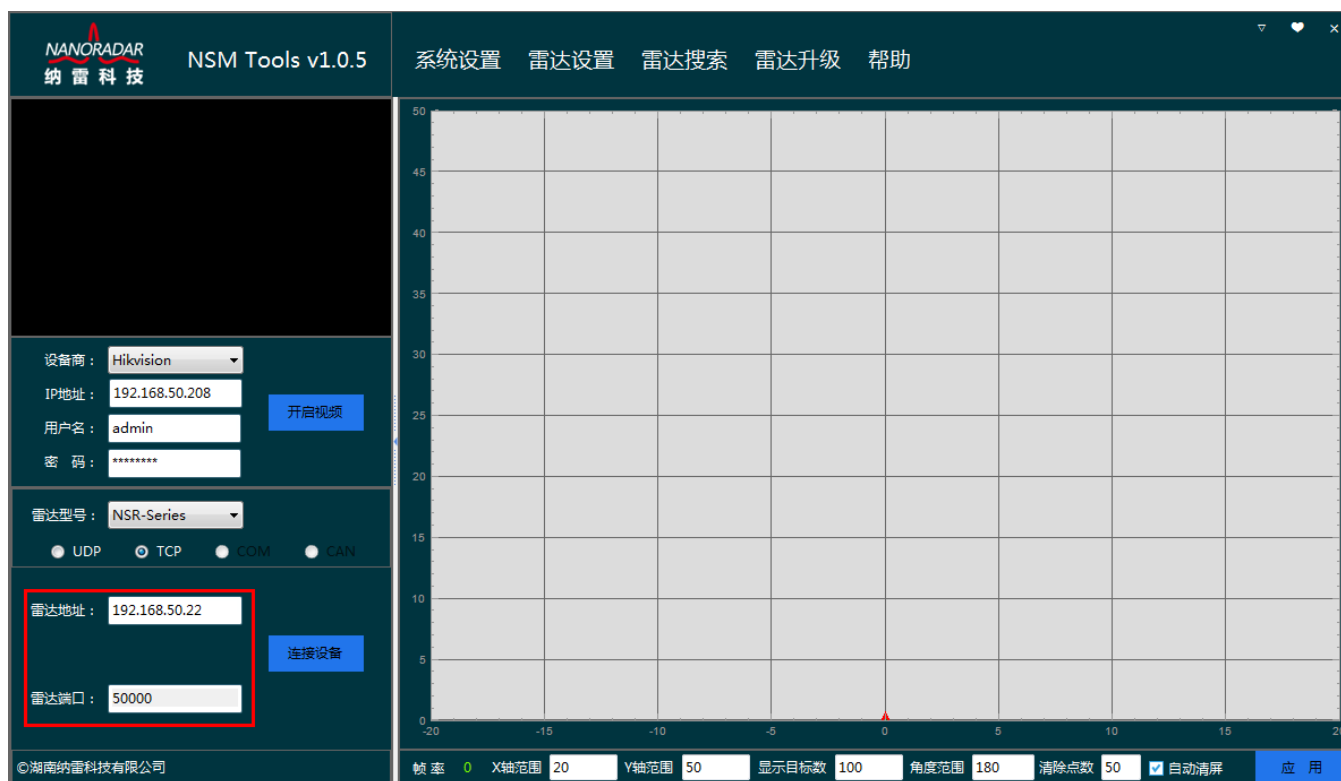 NANORADAR
纳雷科技
NSM Tools v1.0.5
系统设置 雷达设置 雷达搜索 雷达升级 帮助
设备商： Hikvision
IP地址： 192.168.50.208
开启视频
用户名： admin
密 码： ********
雷达型号： NSR-Series
UDP TCP COM CAN
雷达地址： 192.168.50.22
连接设备
雷达端口： 50000
©湖南纳雷科技有限公司
50
45
40
35
30
25
20
15
10
5
0
-20 -15 -10 -5 0 5 10 15
帧率 0 X轴范围 20 Y轴范围 50 显示目标数 100 角度范围 180 清除点数 50 自动清屏 应 用